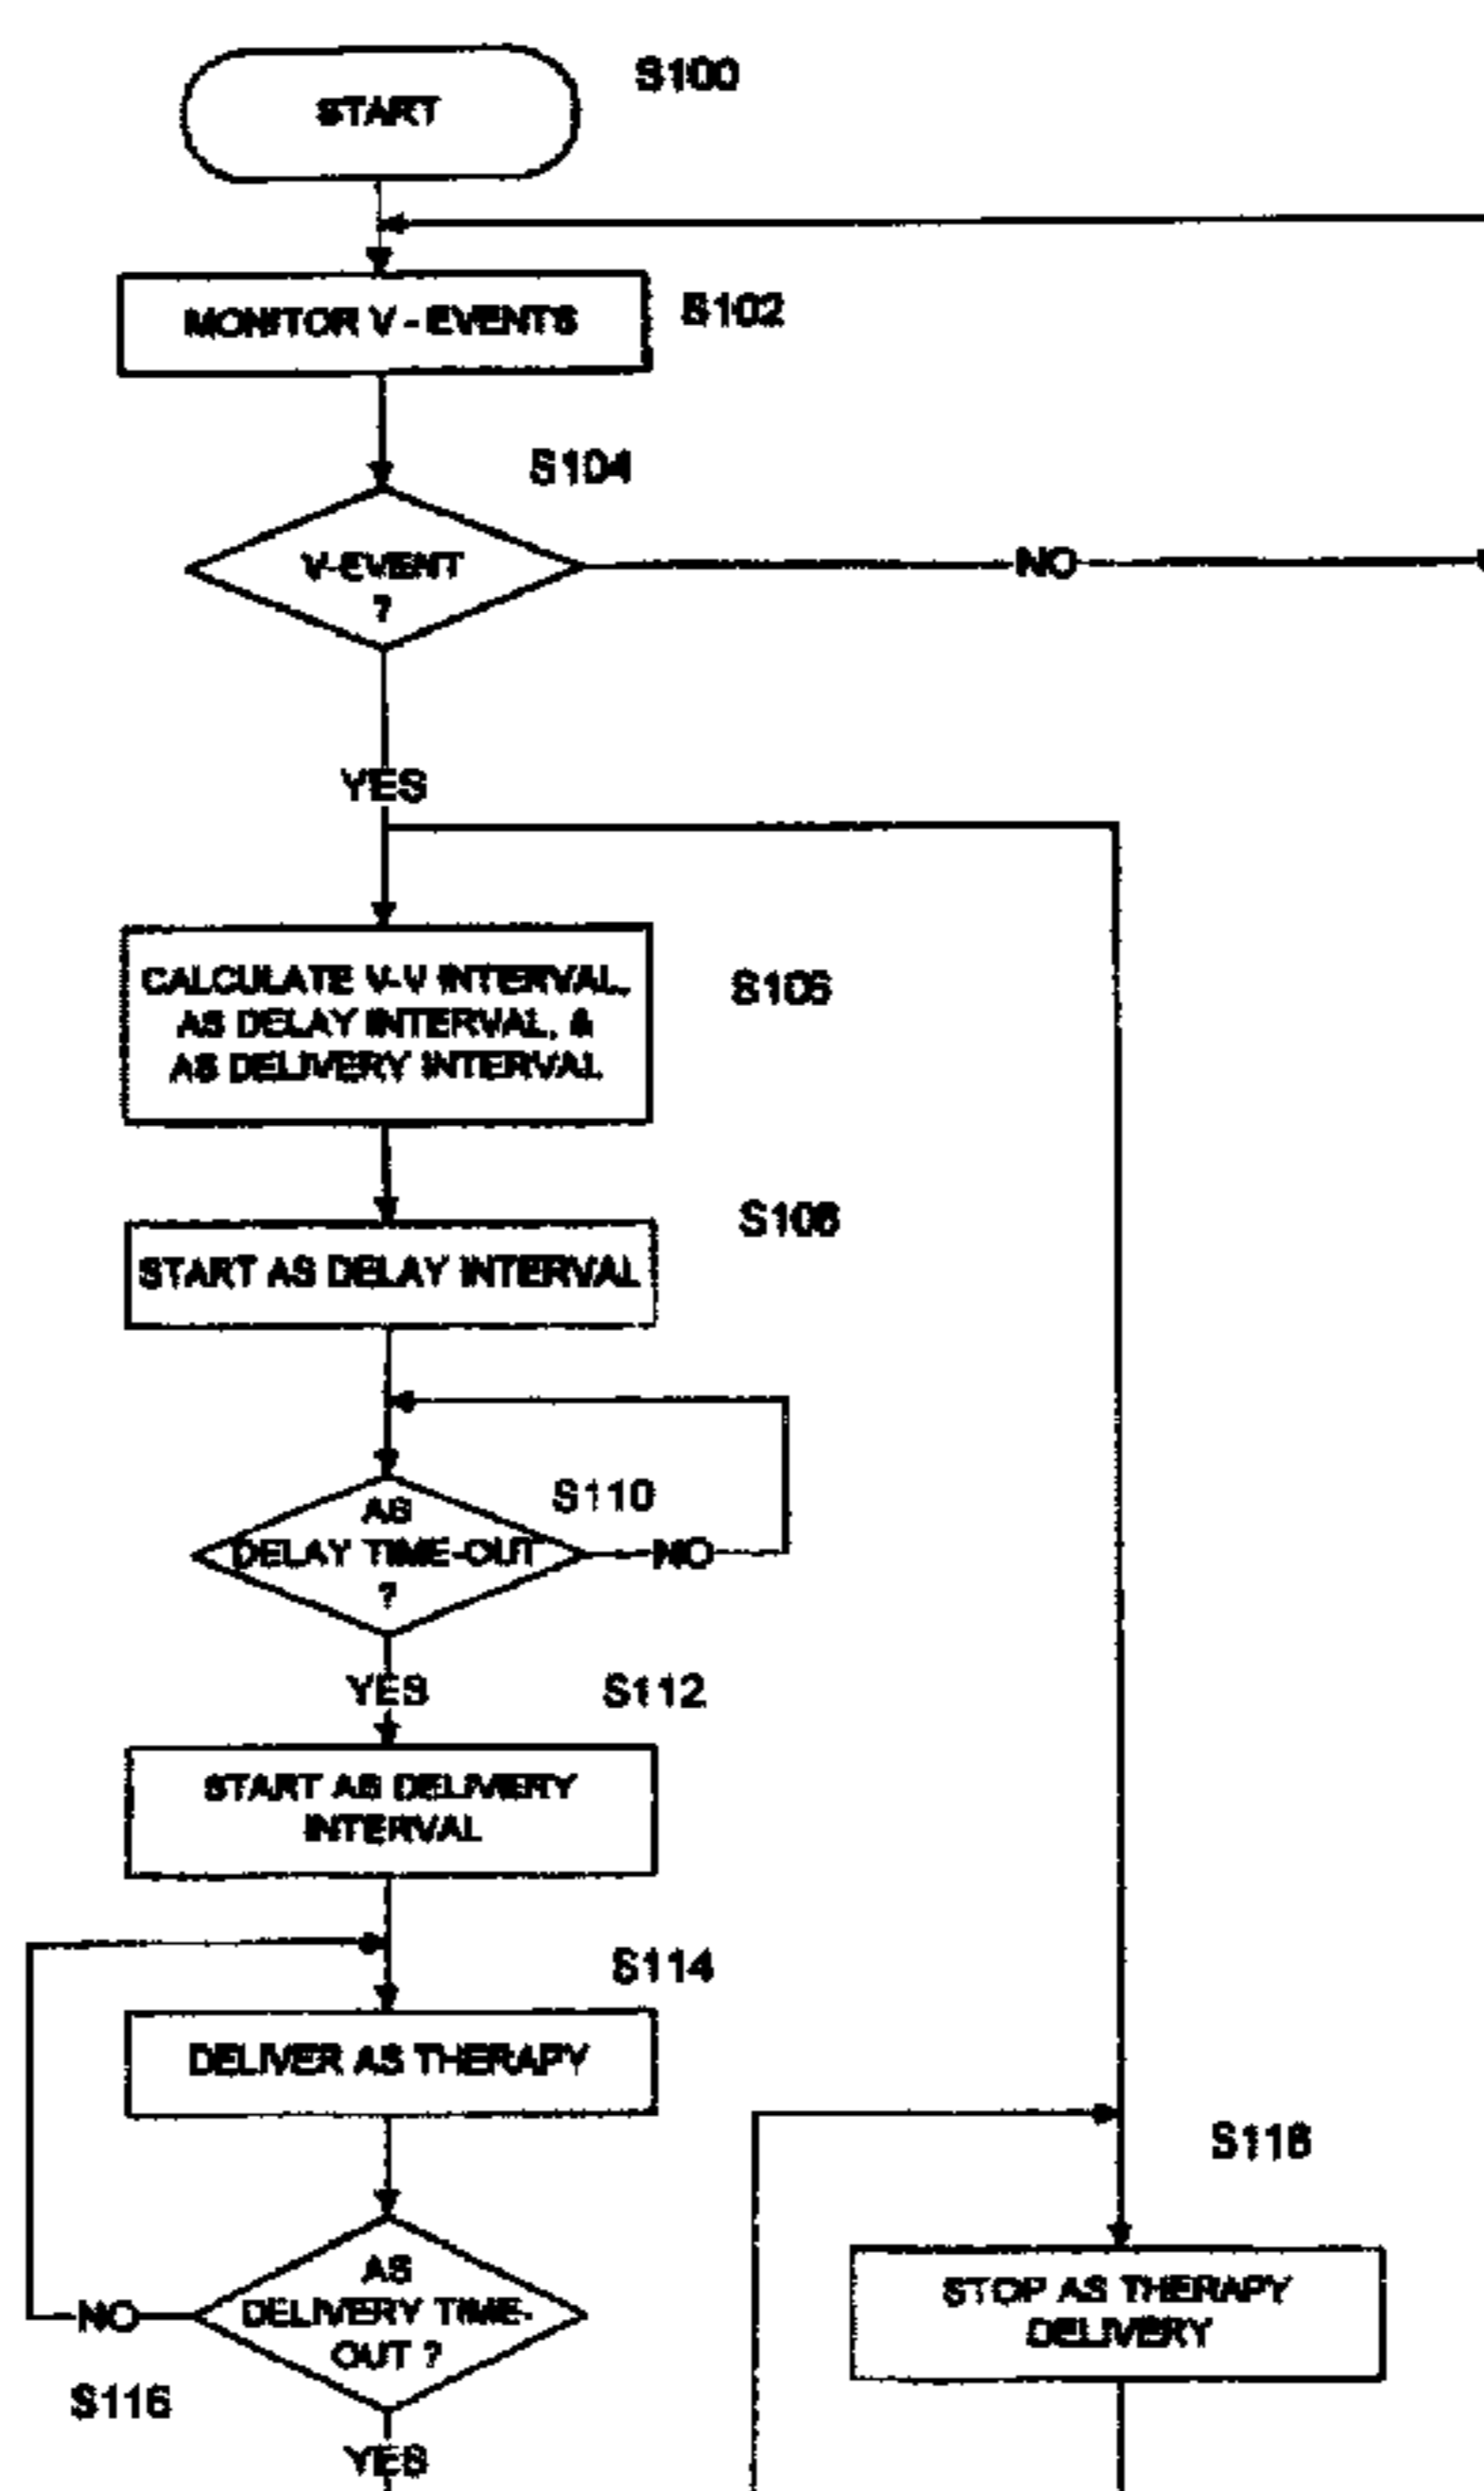 START
S100
MONITOR V - EVENTS
S102
S104
V-EVENT
?
NO
YES
CALCULATE V-V INTERVAL,
AS DELAY INTERVAL, &
AS DELIVERY INTERVAL
S106
S108
START AS DELAY INTERVAL
S110
AS
DELAY TIME-OUT
?
NO
YES
S112
START AS DELIVERY
INTERVAL
S114
DELIVER AS THERAPY
AS
DELIVERY TIME-
OUT ?
NO
S116
YES
S118
STOP AS THERAPY
DELIVERY